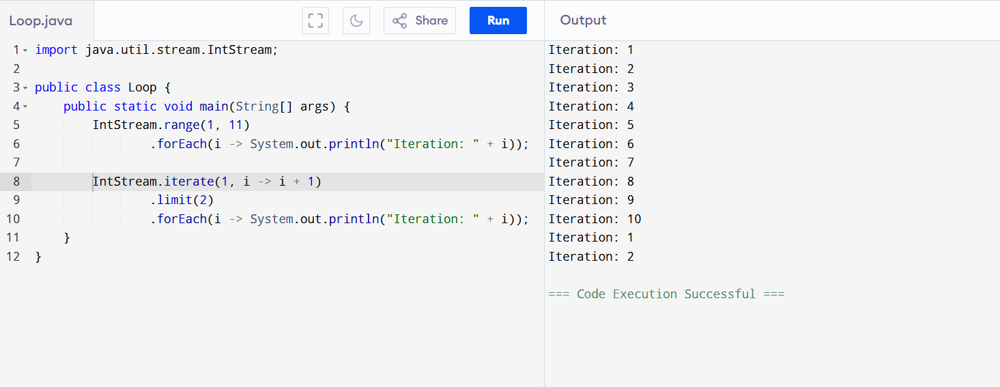 Loop.java
Share
Run
Output
1 import java.util.stream.IntStream;
2
3 public class Loop {
4     public static void main(String[] args) {
5         IntStream.range(1, 11)
6                 .forEach(i -> System.out.println("Iteration: " + i));
7
8         IntStream.iterate(1, i -> i + 1)
9                 .limit(2)
10                 .forEach(i -> System.out.println("Iteration: " + i));
11     }
12 }
Iteration: 1
Iteration: 2
Iteration: 3
Iteration: 4
Iteration: 5
Iteration: 6
Iteration: 7
Iteration: 8
Iteration: 9
Iteration: 10
Iteration: 1
Iteration: 2
=== Code Execution Successful ===